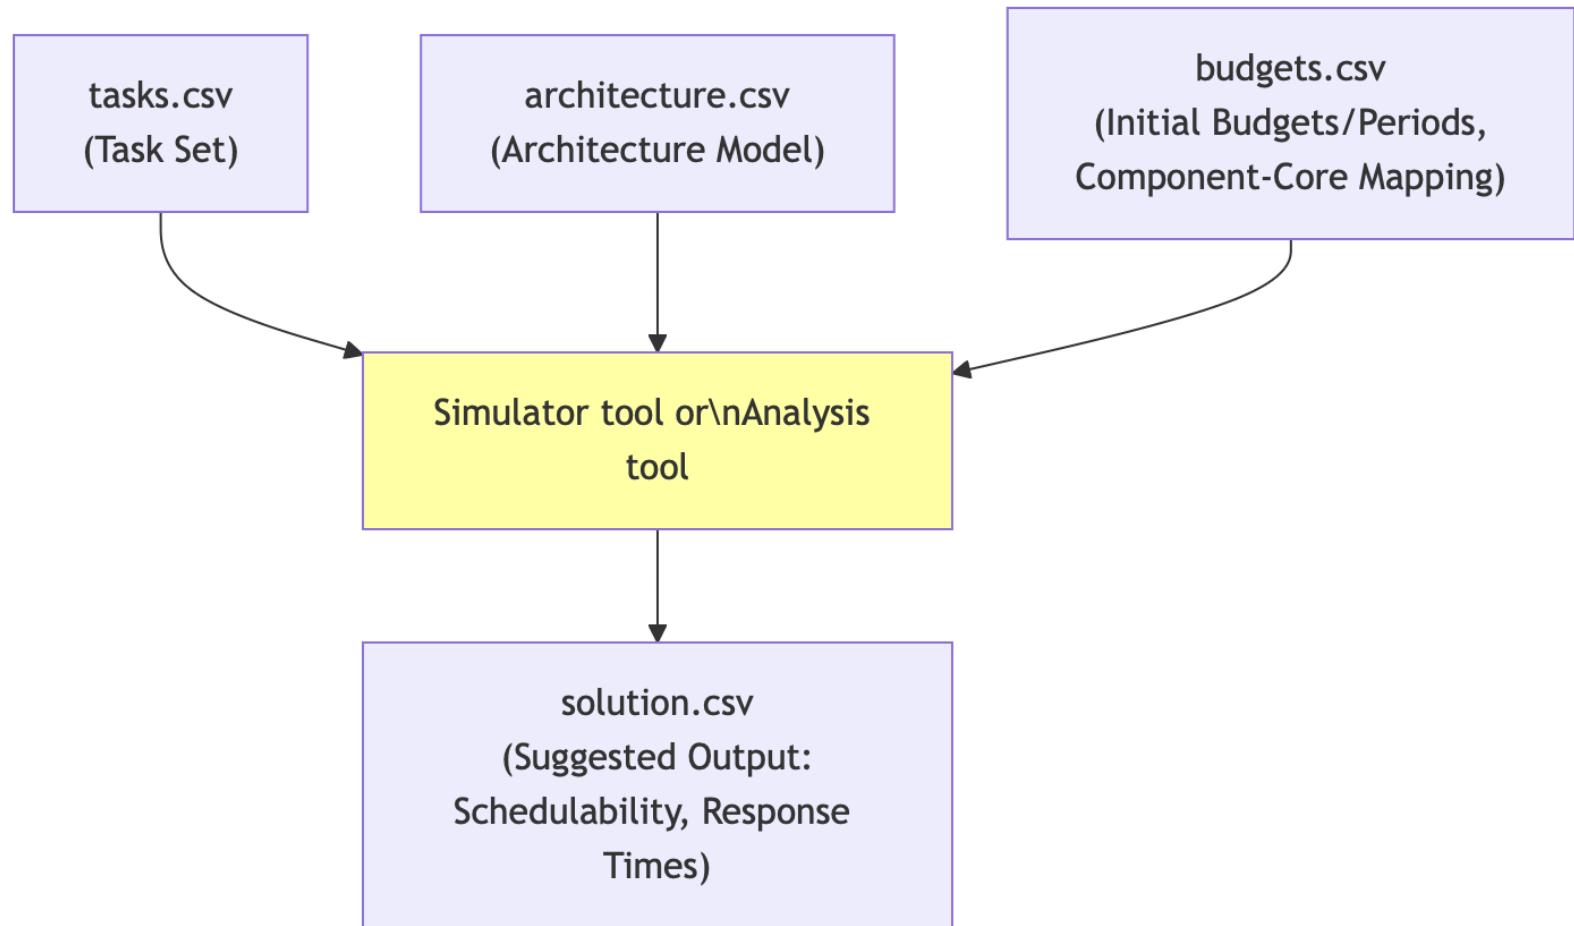 tasks.csv
(Task Set)
architecture.csv
(Architecture Model)
budgets.csv
(Initial Budgets/Periods,
Component-Core Mapping)
Simulator tool or\nAnalysis
tool
solution.csv
(Suggested Output:
Schedulability, Response
Times)